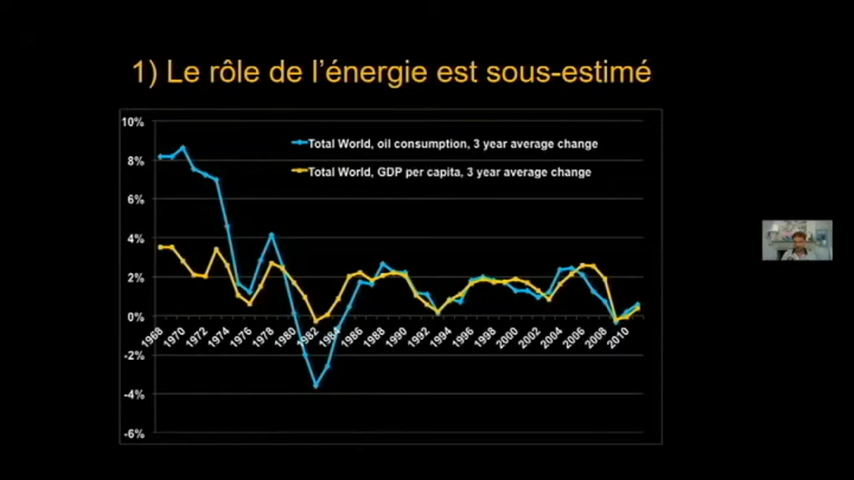 1) Le rôle de l'énergie est sous-estimé
10%
Total World, oil consumption, 3 year average change
8%
Total World, GDP per capita, 3 year average change
6%
4%
2%
0%
1968 1970 1972 1974 1976 1978 1980 1982 1984 1986 1988 1990 1992 1994 1996 1998 2000 2002 2004 2006 2008 2010
-2%
-4%
-6%